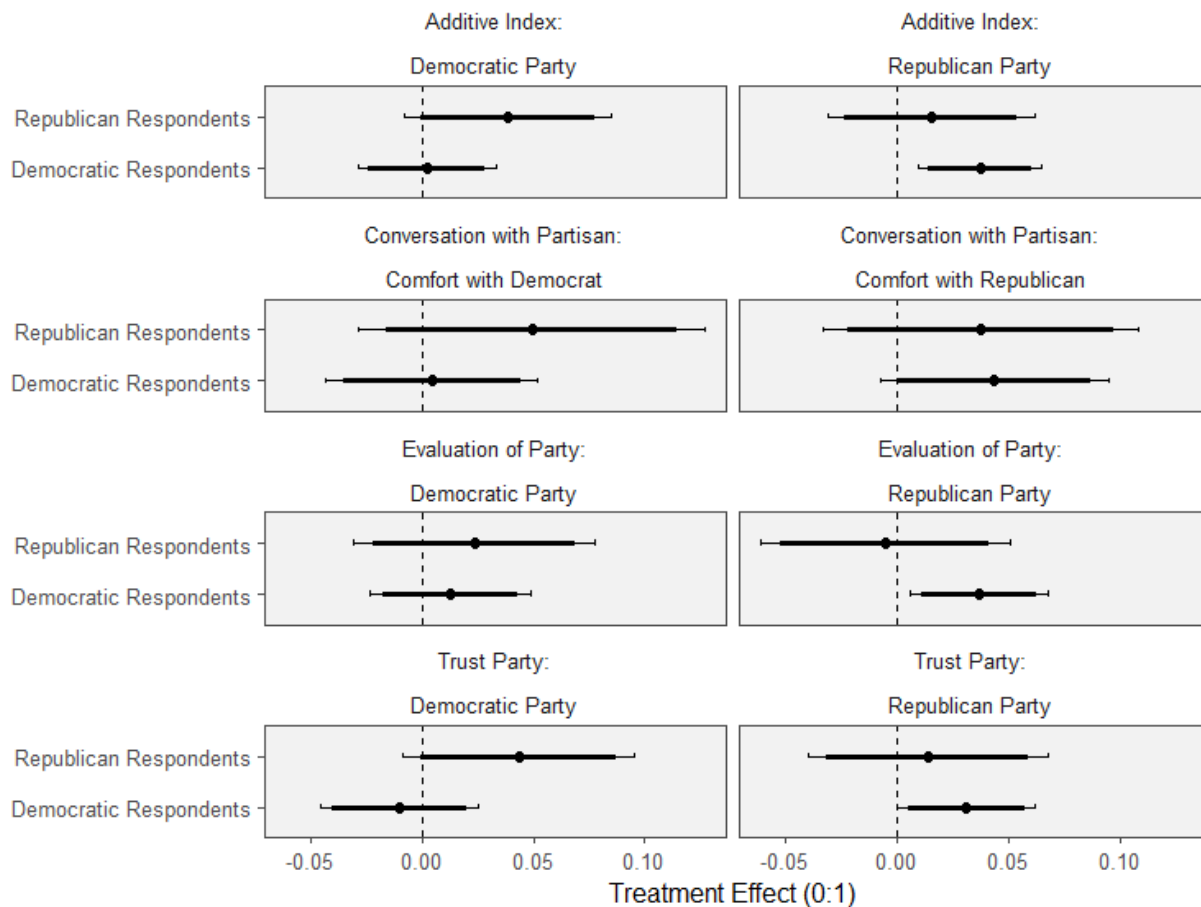 Additive Index:
Democratic Party
Additive Index:
Republican Party
Republican Respondents
Democratic Respondents
Conversation with Partisan:
Comfort with Democrat
Conversation with Partisan:
Comfort with Republican
Republican Respondents
Democratic Respondents
Evaluation of Party:
Democratic Party
Evaluation of Party:
Republican Party
Republican Respondents
Democratic Respondents
Trust Party:
Democratic Party
Trust Party:
Republican Party
Republican Respondents
Democratic Respondents
-0.05 0.00 0.05 0.10 -0.05 0.00 0.05 0.10
Treatment Effect (0:1)